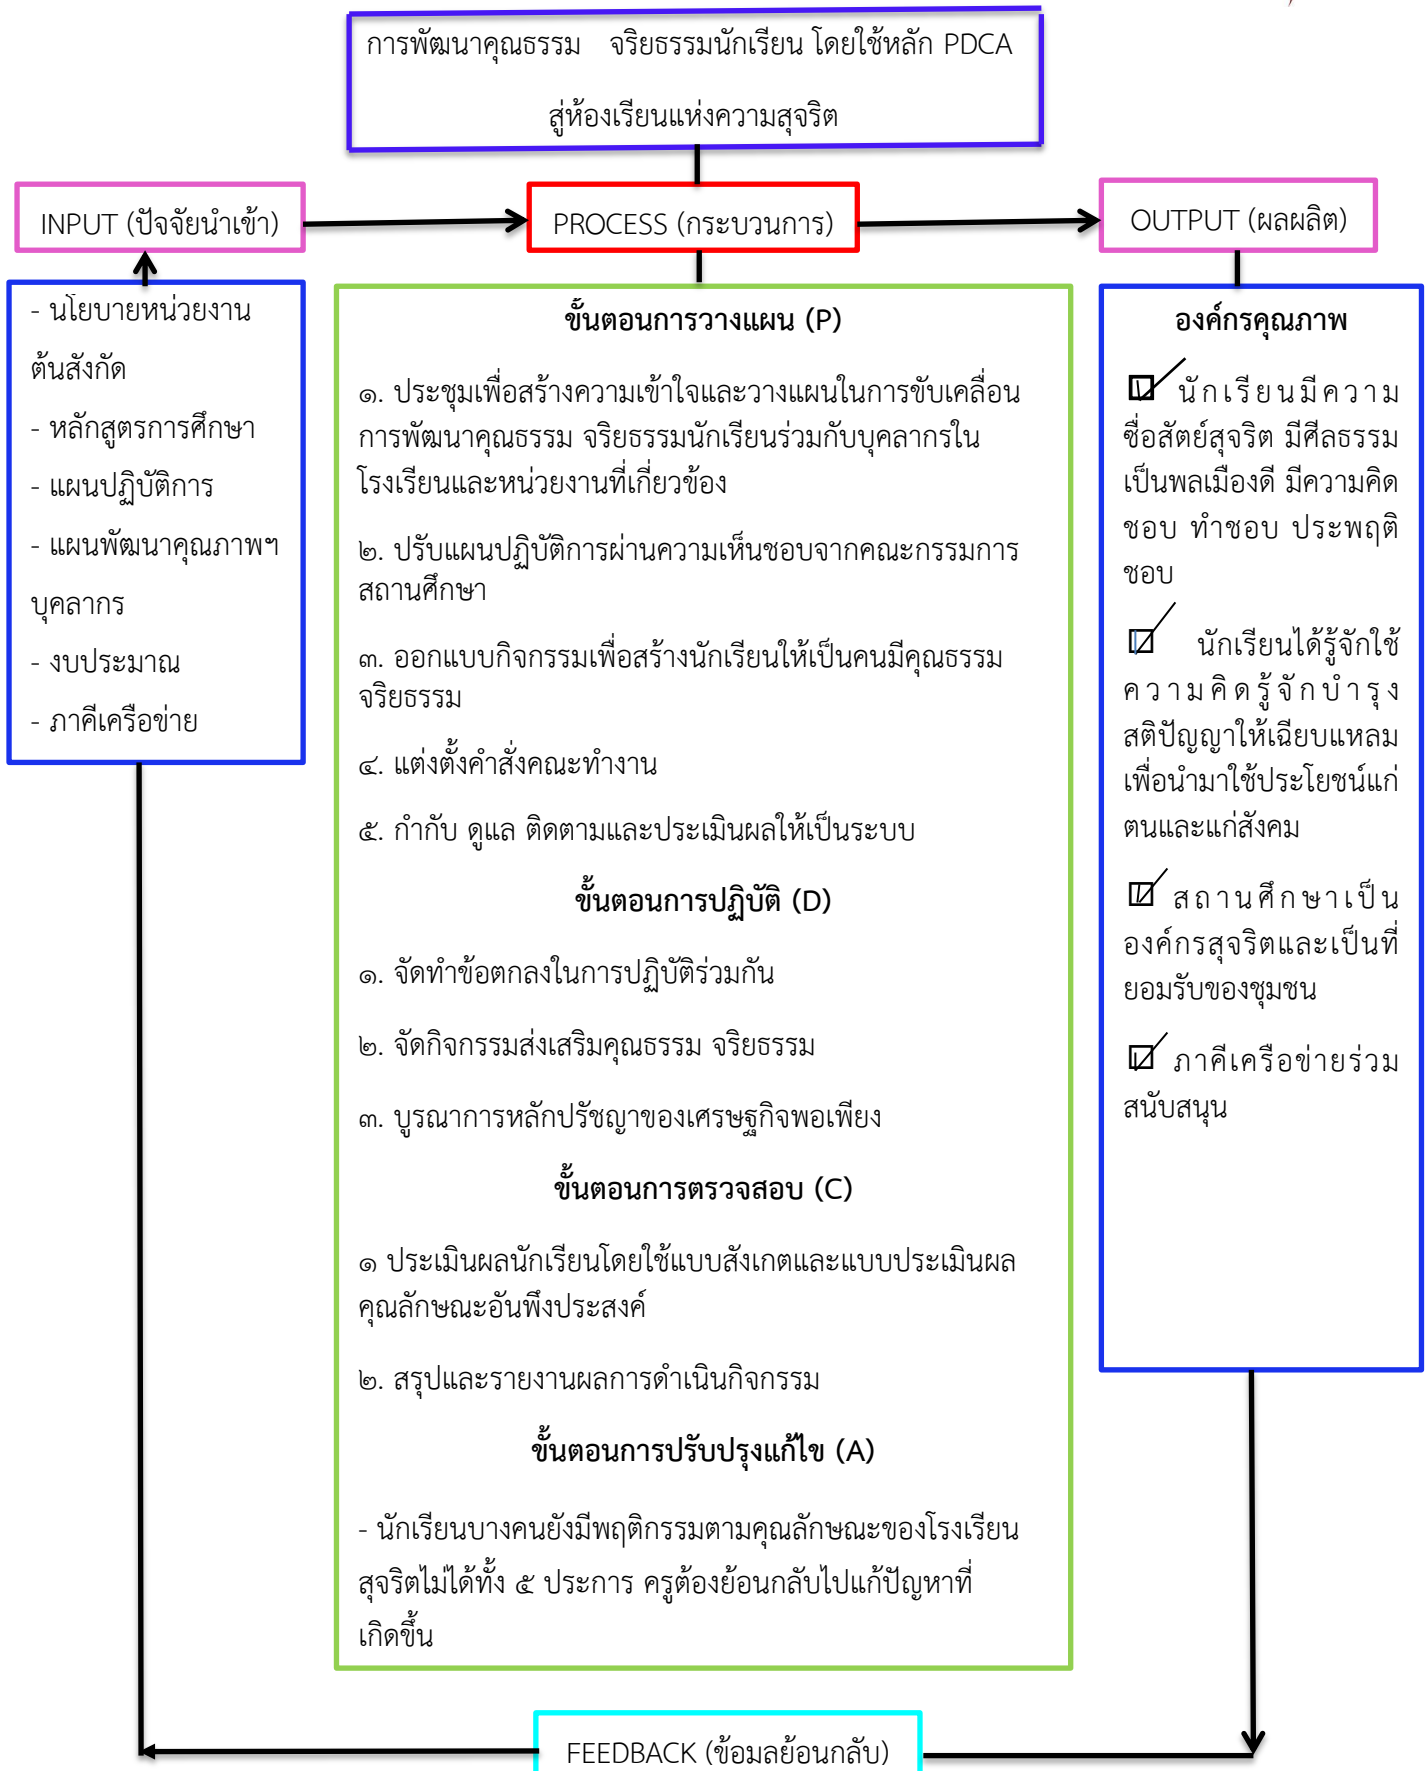 การพัฒนาคุณธรรม จริยธรรมนักเรียน โดยใช้หลัก PDCA
สู่ห้องเรียนแห่งความสุจริต
INPUT (ปัจจัยนำเข้า)
PROCESS (กระบวนการ)
OUTPUT (ผลผลิต)
- นโยบายหน่วยงาน
ต้นสังกัด
- หลักสูตรการศึกษา
- แผนปฏิบัติการ
- แผนพัฒนาคุณภาพฯ
บุคลากร
- งบประมาณ
- ภาคีเครือข่าย
ขั้นตอนการวางแผน (P)
๑. ประชุมเพื่อสร้างความเข้าใจและวางแผนในการขับเคลื่อน
การพัฒนาคุณธรรม จริยธรรมนักเรียนร่วมกับบุคลากรใน
โรงเรียนและหน่วยงานที่เกี่ยวข้อง
๒. ปรับแผนปฏิบัติการผ่านความเห็นชอบจากคณะกรรมการ
สถานศึกษา
๓. ออกแบบกิจกรรมเพื่อสร้างนักเรียนให้เป็นคนมีคุณธรรม
จริยธรรม
๔. แต่งตั้งคำสั่งคณะทำงาน
๕. กำกับ ดูแล ติดตามและประเมินผลให้เป็นระบบ
ขั้นตอนการปฏิบัติ (D)
๑. จัดทำข้อตกลงในการปฏิบัติร่วมกัน
๒. จัดกิจกรรมส่งเสริมคุณธรรม จริยธรรม
๓. บูรณาการหลักปรัชญาของเศรษฐกิจพอเพียง
ขั้นตอนการตรวจสอบ (C)
๑ ประเมินผลนักเรียนโดยใช้แบบสังเกตและแบบประเมินผล
คุณลักษณะอันพึงประสงค์
๒. สรุปและรายงานผลการดำเนินกิจกรรม
ขั้นตอนการปรับปรุงแก้ไข (A)
- นักเรียนบางคนยังมีพฤติกรรมตามคุณลักษณะของโรงเรียน
สุจริตไม่ได้ทั้ง ๕ ประการ ครูต้องย้อนกลับไปแก้ปัญหาที่
เกิดขึ้น
องค์กรคุณภาพ
นักเรียนมีความ
ซื่อสัตย์สุจริต มีศีลธรรม
เป็นพลเมืองดี มีความคิด
ชอบ ทำชอบ ประพฤติ
ชอบ
นักเรียนได้รู้จักใช้
ความคิดรู้จักบำรุง
สติปัญญาให้เฉียบแหลม
เพื่อนำมาใช้ประโยชน์แก่
ตนและแก่สังคม
สถานศึกษาเป็น
องค์กรสุจริตและเป็นที่
ยอมรับของชุมชน
ภาคีเครือข่ายร่วม
สนับสนุน
FEEDBACK (ข้อมูลย้อนกลับ)